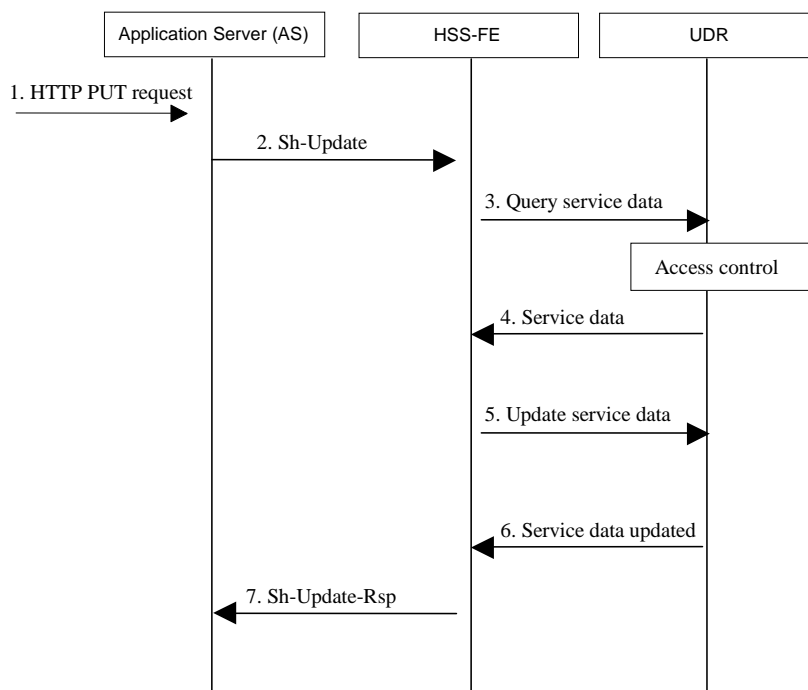 Application Server (AS)
HSS-FE
UDR
1. HTTP PUT request
2. Sh-Update
3. Query service data
Access control
4. Service data
5. Update service data
6. Service data updated
7. Sh-Update-Rsp